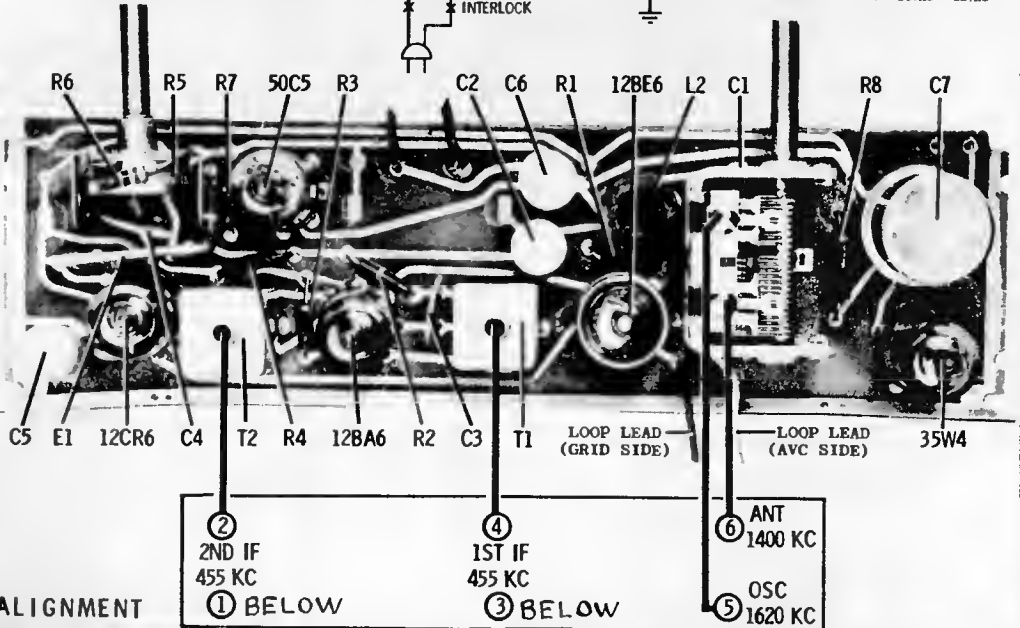 INTERLOCK
R6 R5 R7 50C5 R3 C2 C6 R1 12BE6 L2 C1 R8 C7
C5 E1 12CR6 C4 T2 R4 12BA6 R2 C3 T1 LOOP LEAD (GRID SIDE) LOOP LEAD (AVC SIDE) 35W4
② 2ND IF 455 KC
① BELOW
④ 1ST IF 455 KC
③ BELOW
⑥ ANT 1400 KC
⑤ OSC 1620 KC
ALIGNMENT